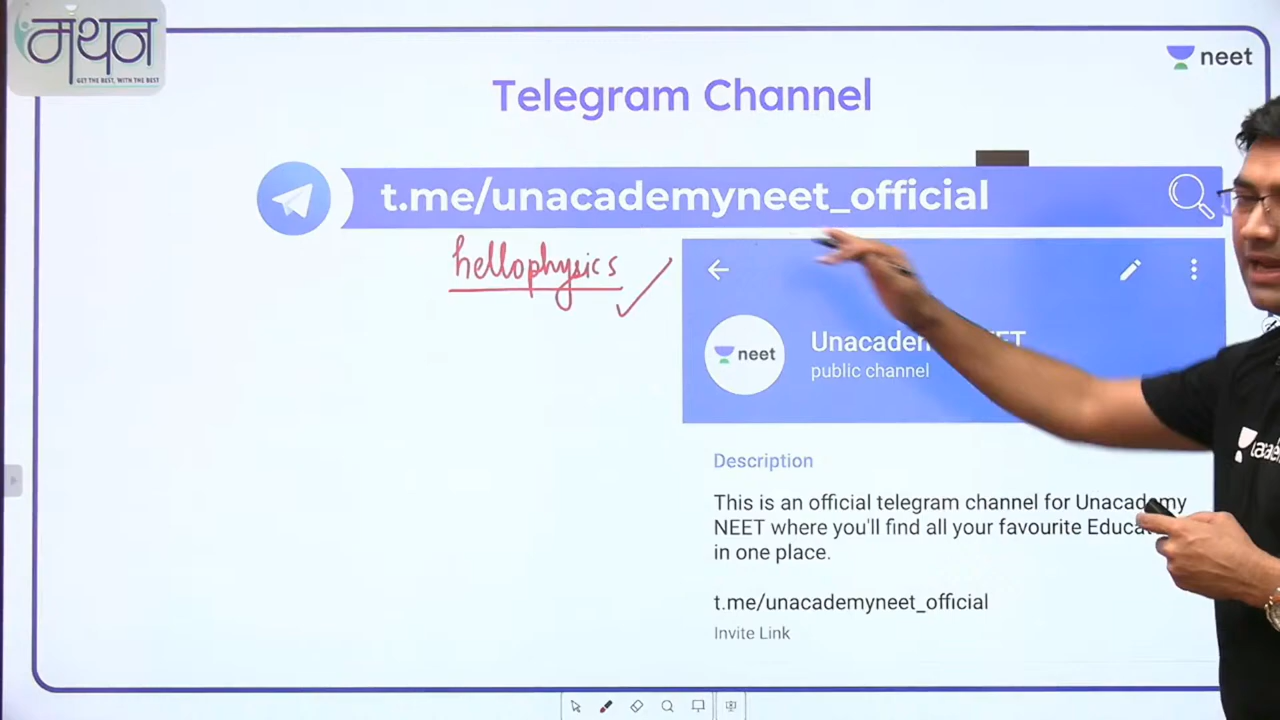 मंथन
GET THE BEST, WITH THE BEST
neet
Telegram Channel
t.me/unacademyneet_official
hellophysics
neet
public channel
Description
This is an official telegram channel for Unacademy
NEET where you'll find all your favourite
in one place.
t.me/unacademyneet_official
Invite Link